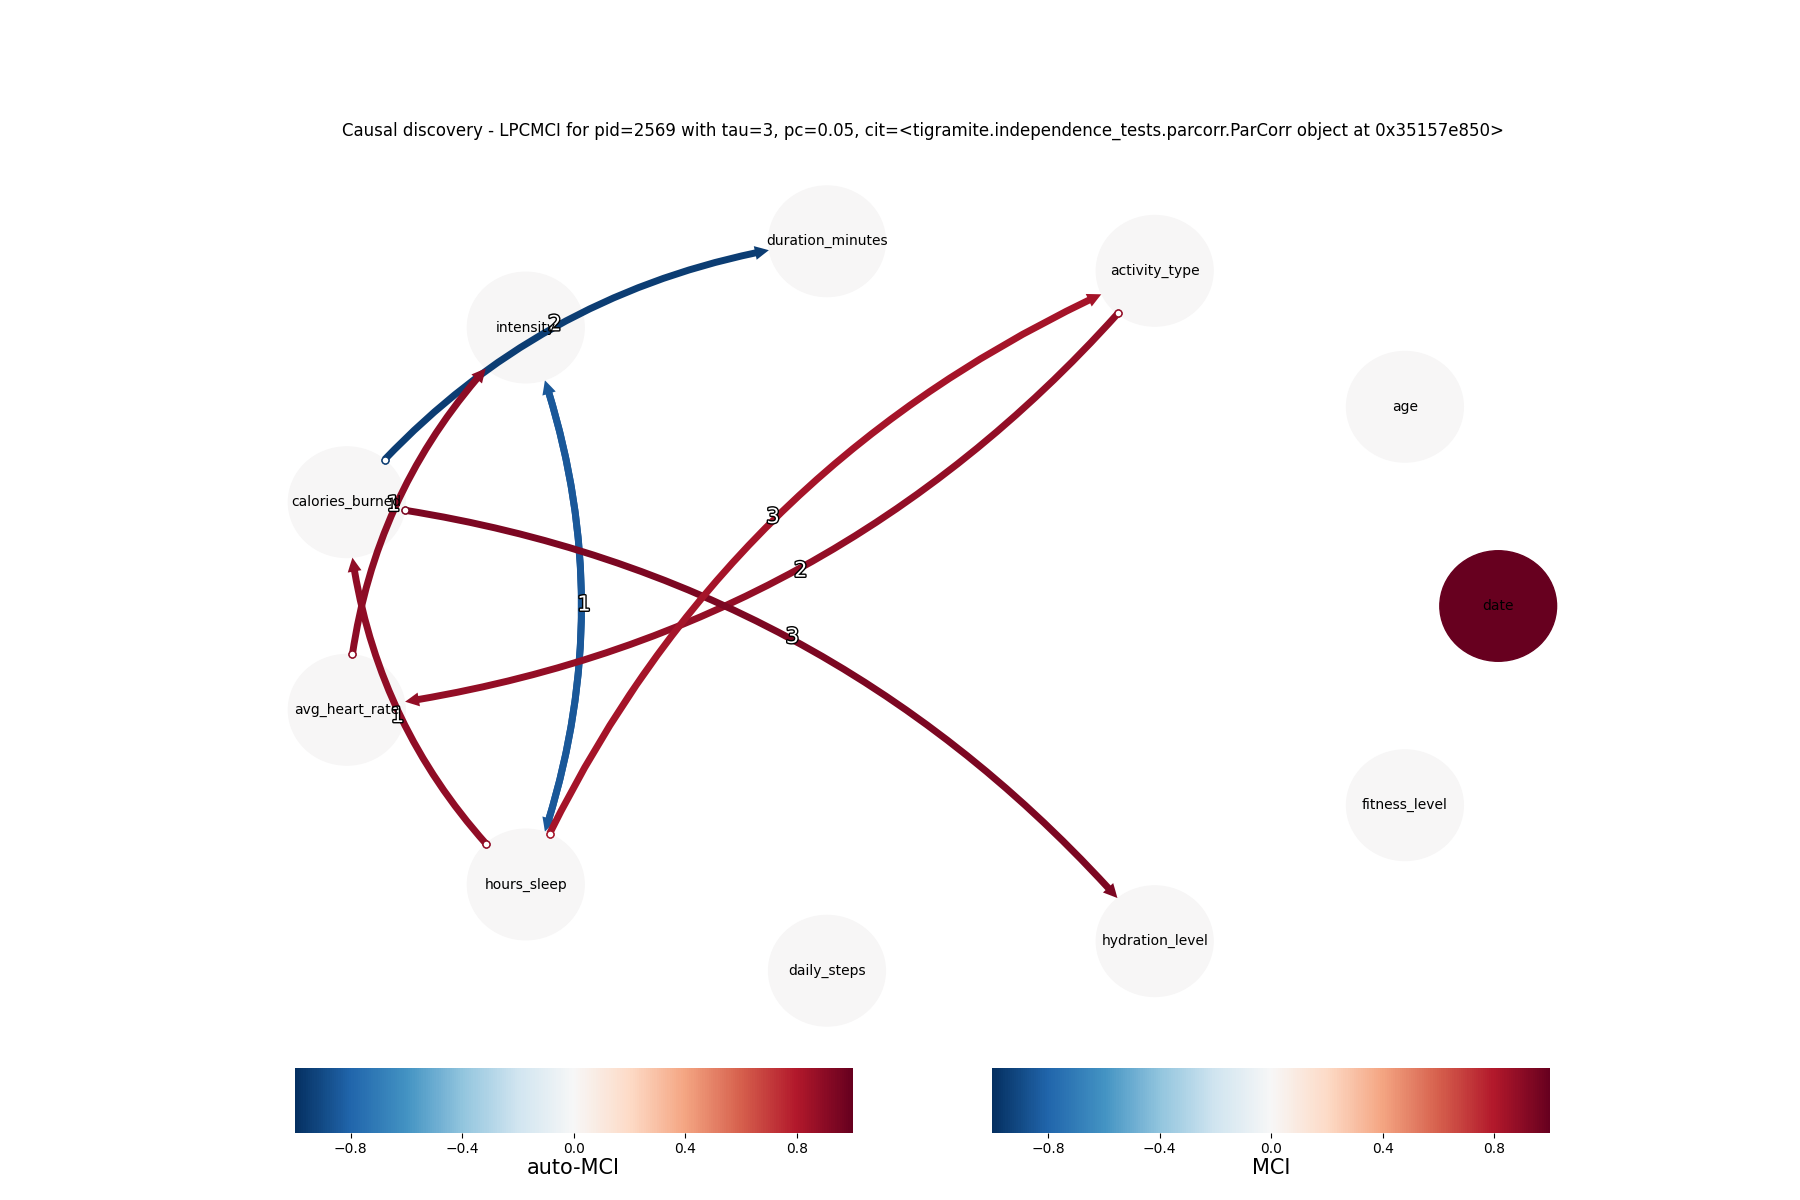 Causal discovery - LPCMCI for pid=2569 with tau=3, pc=0.05, cit=<tigramite.independence_tests.parcorr.ParCorr object at 0x35157e850>
duration_minutes
activity_type
intensity
2
age
calories_burned
1
3
2
1
date
3
avg_heart_rate
1
fitness_level
hours_sleep
hydration_level
daily_steps
−0.8 −0.4 0.0 0.4 0.8
auto-MCI
−0.8 −0.4 0.0 0.4 0.8
MCI